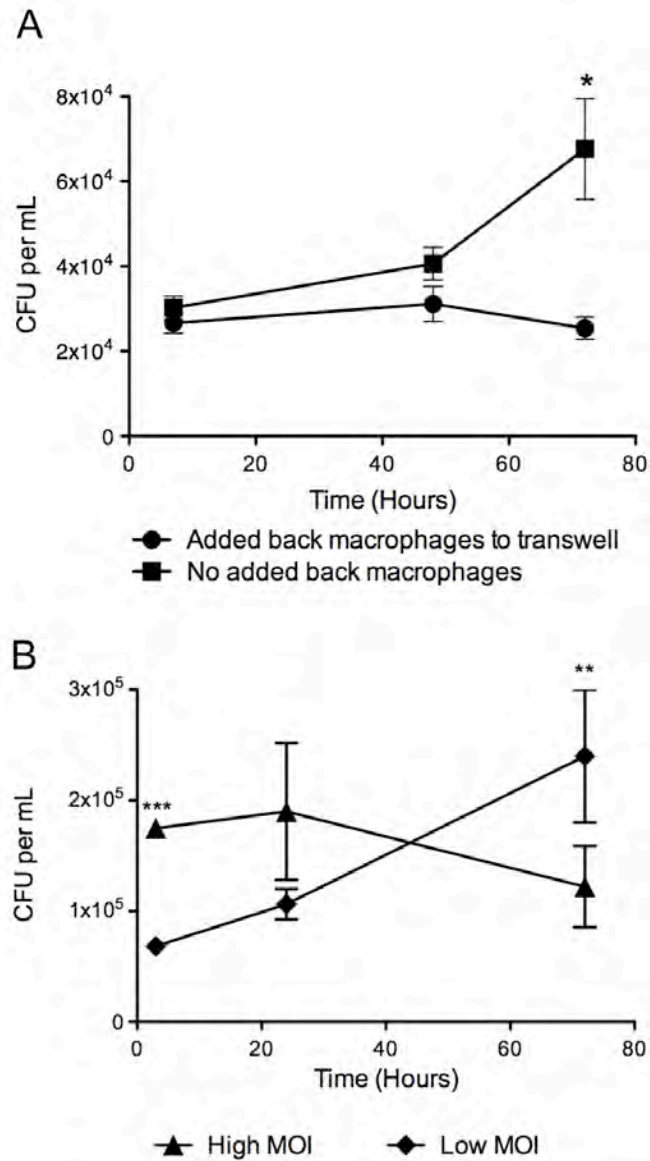 A
*
8x10⁴
6x10⁴
4x10⁴
2x10⁴
0
CFU per mL
0 20 40 60 80
Time (Hours)
Added back macrophages to transwell
No added back macrophages
B
**
3x10⁵
***
2x10⁵
1x10⁵
0
CFU per mL
0 20 40 60 80
Time (Hours)
High MOI Low MOI